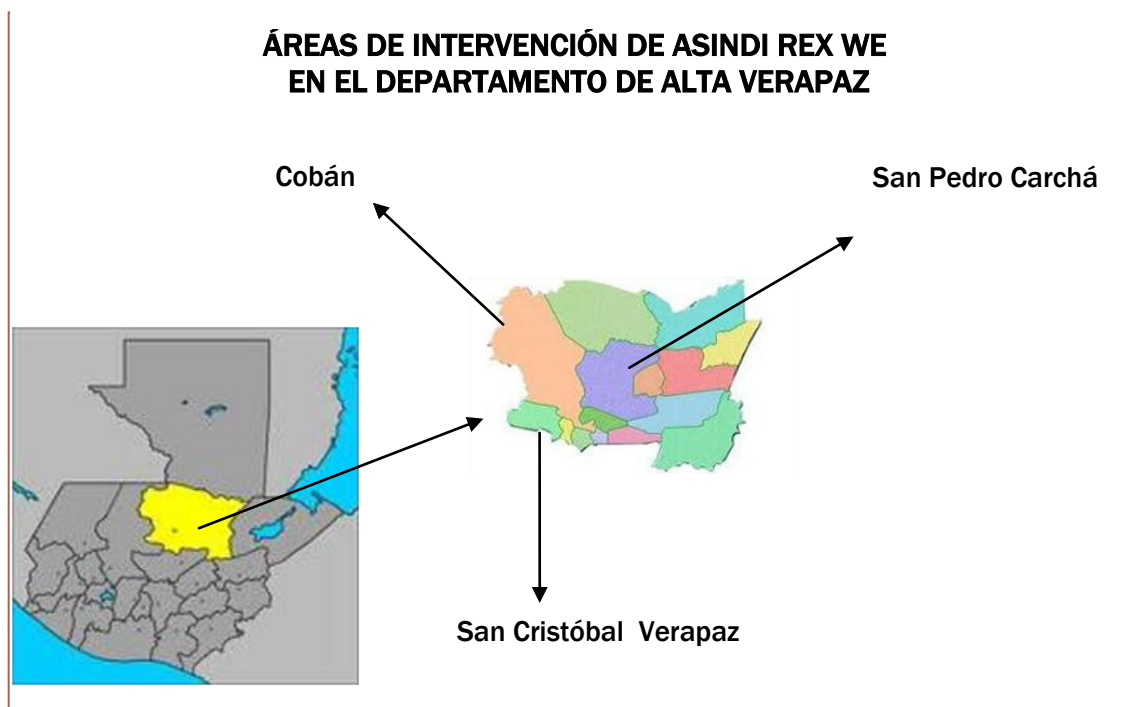 ÁREAS DE INTERVENCIÓN DE ASINDI REX WE
EN EL DEPARTAMENTO DE ALTA VERAPAZ
Cobán
San Pedro Carchá
San Cristóbal Verapaz